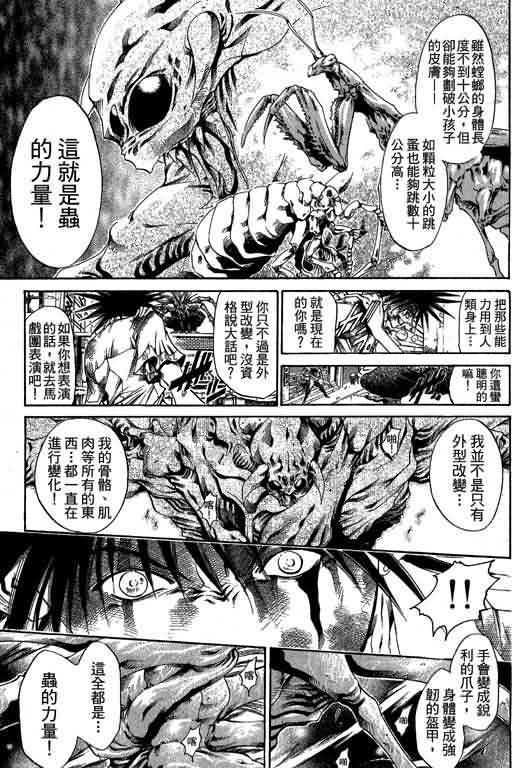 雖然螳螂的身體長
度不到十公分，但
卻能夠劃破小孩子
的皮膚——
如顆粒大小的跳
蚤也能夠跳數十
公分高…
這就是蟲
的力量！
把那些能
力用到人
類身上…
就是現在
的你嗎？
你還蠻
聰明的
嘛！
你只不過是外
型改變，沒資
格說大話吧？
如果你想表演
的話，就去馬
戲團表演吧！
我並不是只有
外型改變…
啪
啪
我的骨骼、肌
肉等所有的東
西…都一直在
進行變化！
!!
手會變成銳
利的爪子，
身體變成強
韌的盔甲，
喀
喀
這全都是…
蟲的力量！